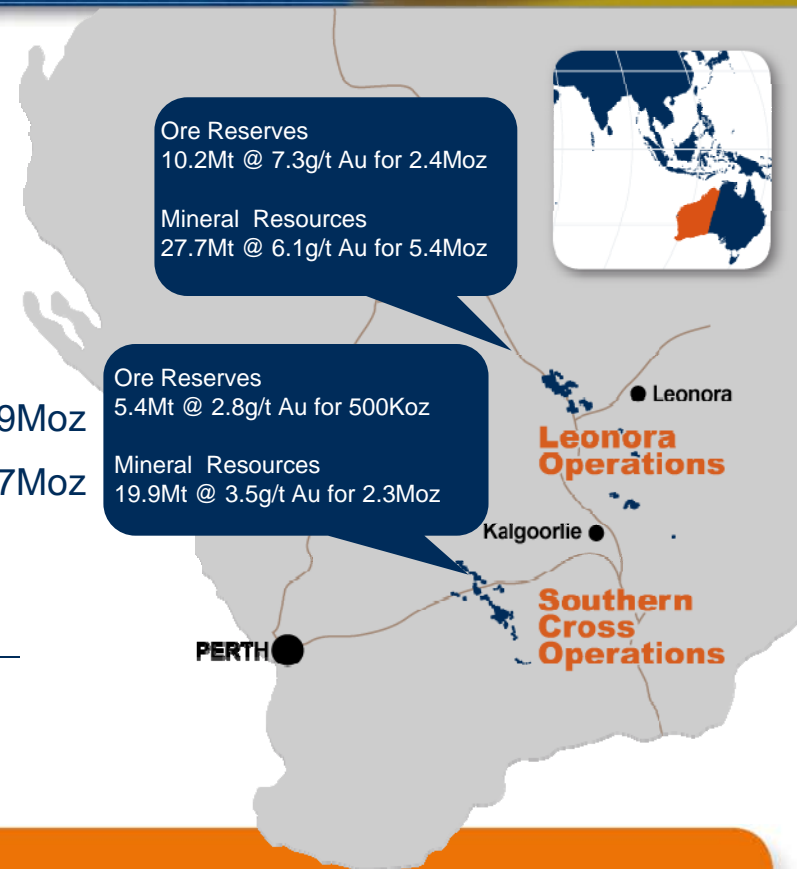 Ore Reserves
10.2Mt @ 7.3g/t Au for 2.4Moz
Mineral Resources
27.7Mt @ 6.1g/t Au for 5.4Moz
Ore Reserves
5.4Mt @ 2.8g/t Au for 500Koz
Mineral Resources
19.9Mt @ 3.5g/t Au for 2.3Moz
9Moz
7Moz
Leonora
Leonora
Operations
Kalgoorlie
Southern
Cross
Operations
PERTH